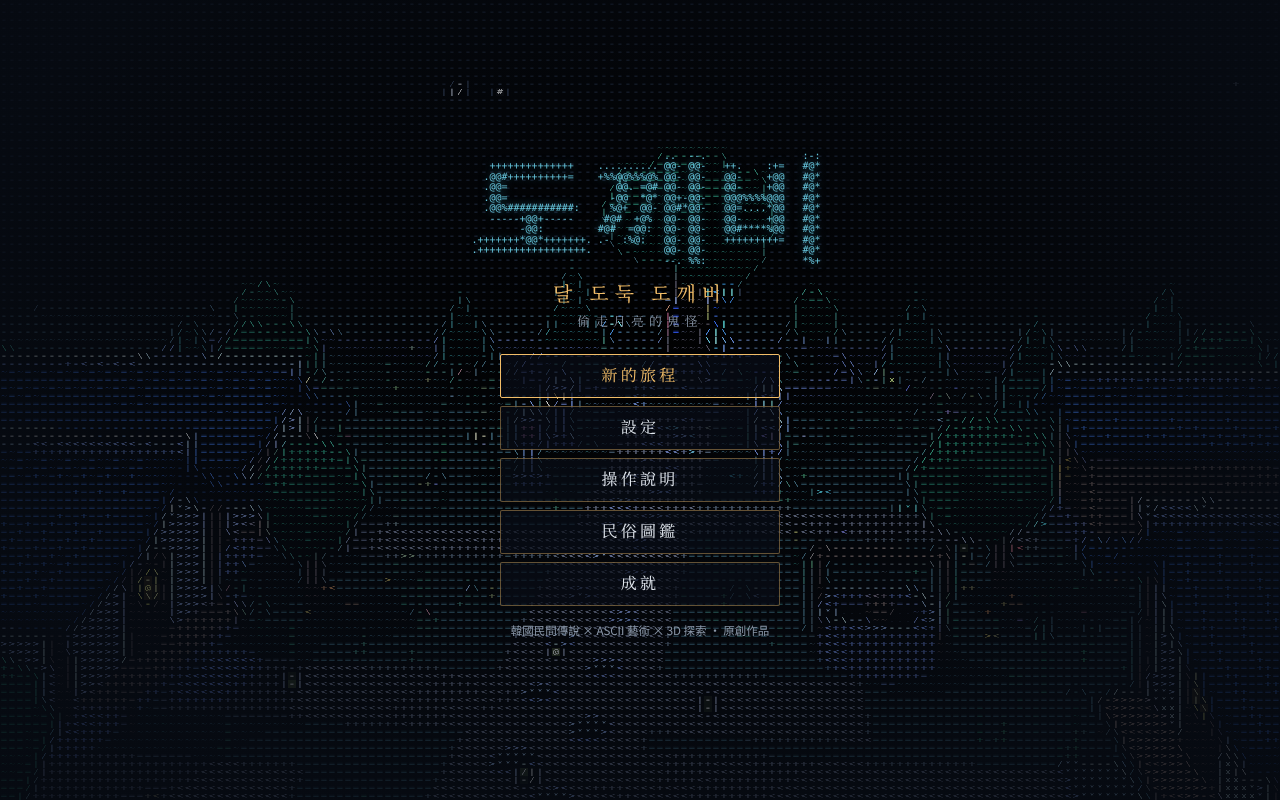 도깨비
달 도둑 도깨비
偷走月亮的鬼怪
新的旅程
設定
操作說明
民俗圖鑑
成就
韓國民間傳說 × ASCII 藝術 × 3D 探索 · 原創作品